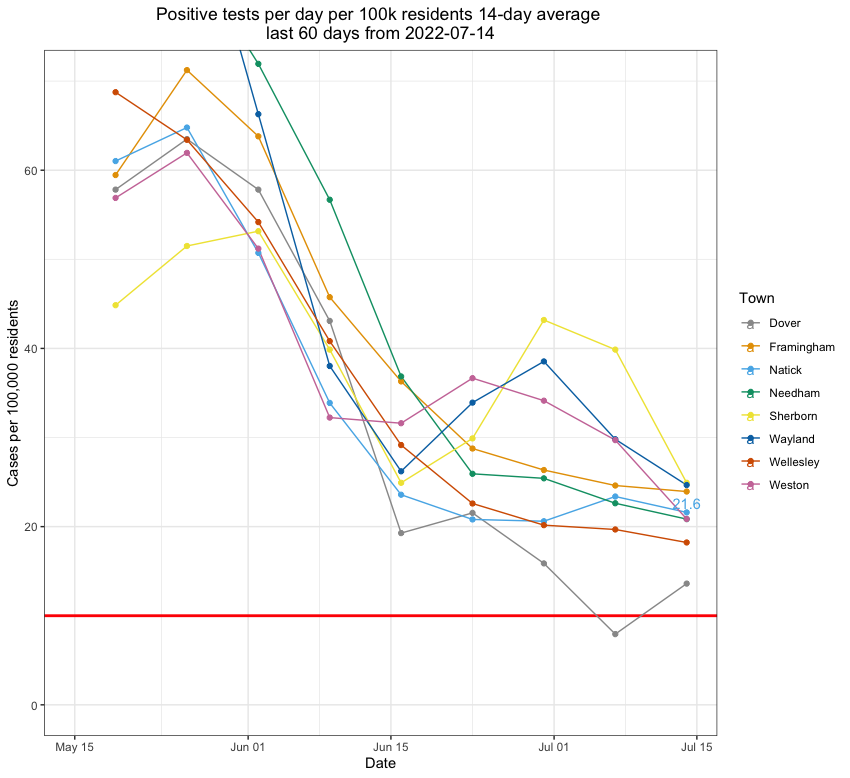 Positive tests per day per 100k residents 14-day average
last 60 days from 2022-07-14
Cases per 100,000 residents
60
40
20
0
21.6
May 15
Jun 01
Jun 15
Jul 01
Jul 15
Date
Town
a Dover
a Framingham
a Natick
a Needham
a Sherborn
a Wayland
a Wellesley
a Weston